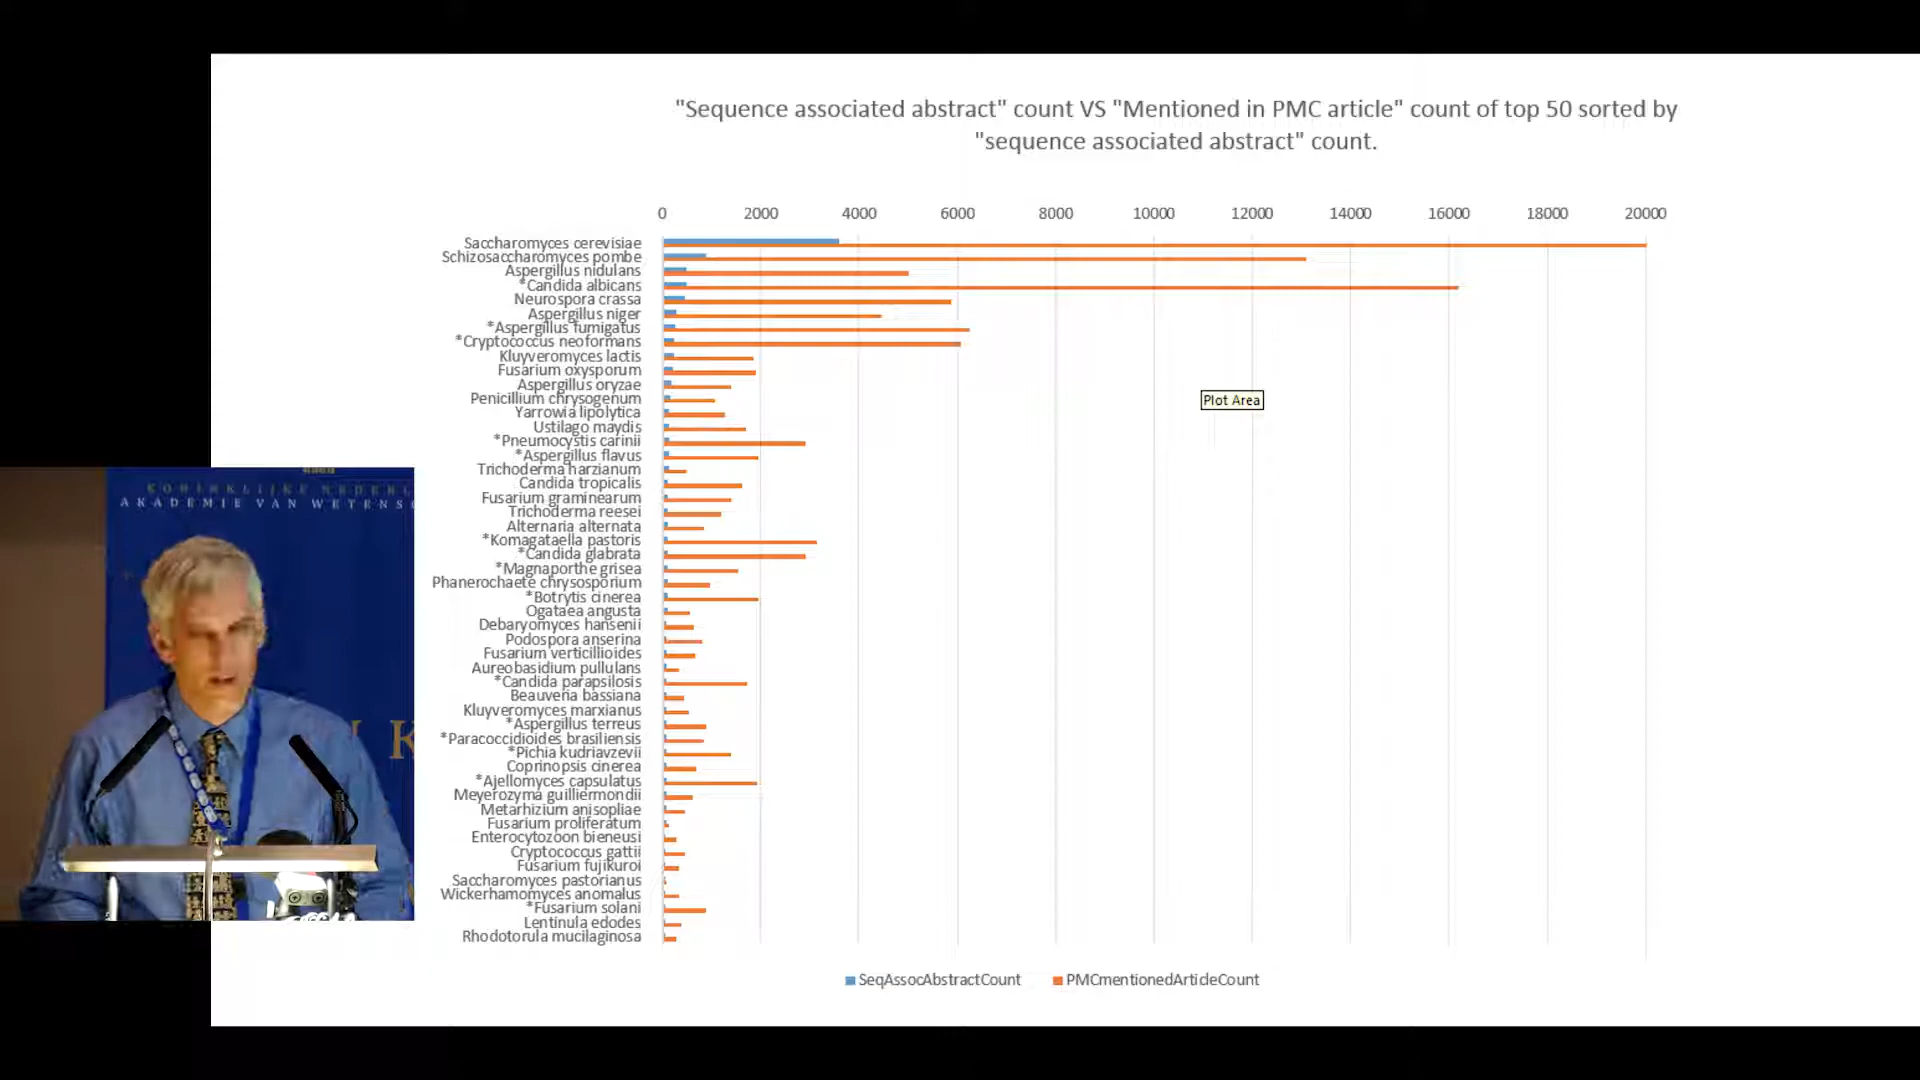 "Sequence associated abstract" count VS "Mentioned in PMC article" count of top 50 sorted by
"sequence associated abstract" count.
0 2000 4000 6000 8000 10000 12000 14000 16000 18000 20000
Saccharomyces cerevisiae
Schizosaccharomyces pombe
Aspergillus nidulans
*Candida albicans
Neurospora crassa
Aspergillus niger
*Aspergillus fumigatus
*Cryptococcus neoformans
Kluyveromyces lactis
Fusarium oxysporum
Aspergillus oryzae
Plot Area
Penicillium chrysogenum
Yarrowia lipolytica
Ustilago maydis
*Pneumocystis carinii
*Aspergillus flavus
Trichoderma harzianum
Candida tropicalis
Fusarium graminearum
Trichoderma reesei
Alternaria alternata
*Komagataella pastoris
*Candida glabrata
*Magnaporthe grisea
Phanerochaete chrysosporium
*Botrytis cinerea
Ogataea angusta
Debaryomyces hansenii
Podospora anserina
Fusarium verticillioides
Aureobasidium pullulans
*Candida parapsilosis
Beauveria bassiana
Kluyveromyces marxianus
*Aspergillus terreus
*Paracoccidioides brasiliensis
*Pichia kudriavzevii
Coprinopsis cinerea
*Ajellomyces capsulatus
Meyerozyma guilliermondii
Metarhizium anisopliae
Fusarium proliferatum
Enterocytozoon bieneusi
Cryptococcus gattii
Fusarium fujikuroi
Saccharomyces pastorianus
Wickerhamomyces anomalus
*Fusarium solani
Lentinula edodes
Rhodotorula mucilaginosa
SeqAssocAbstractCount PMCmentionedArticleCount
KONINKLIJKE NEDERL
AKADEMIE VAN WETENS
K